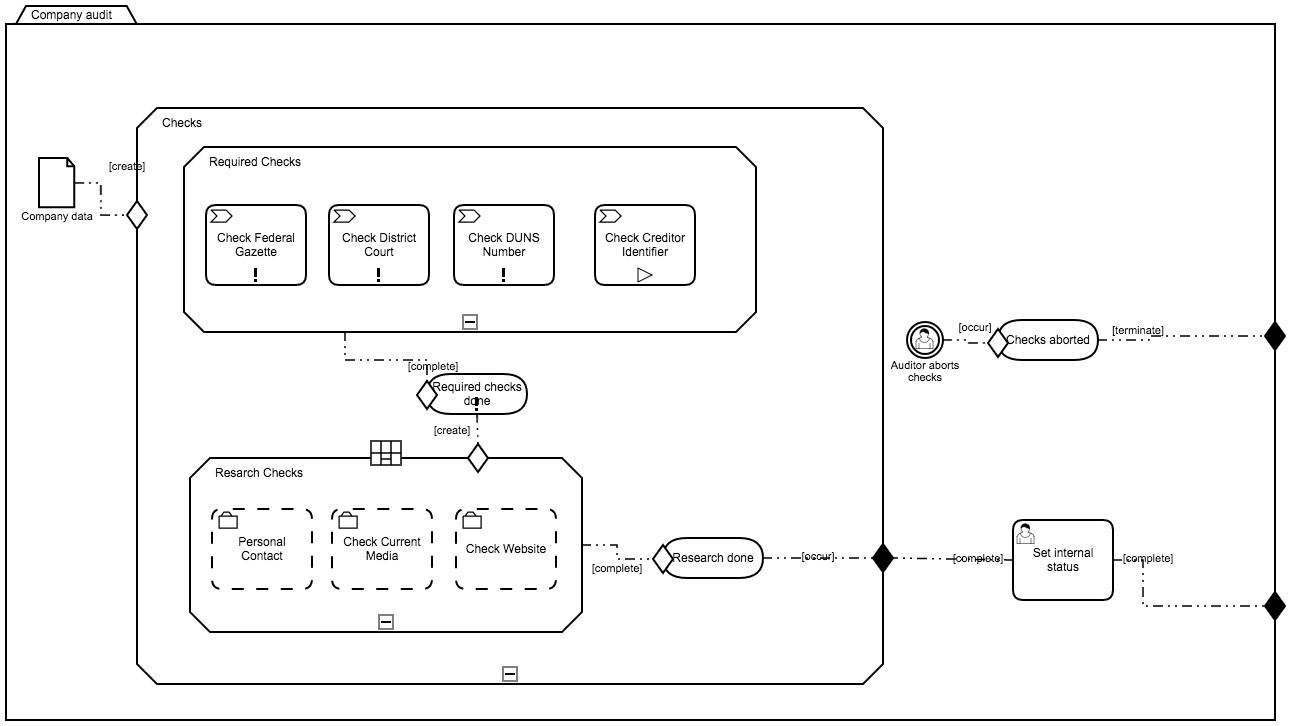 Company audit
Checks
[create]
Company data
Required Checks
Check Federal
Gazette
Check District
Court
Check DUNS
Number
Check Creditor
Identifier
[complete]
Required checks
done
[create]
Resarch Checks
Personal
Contact
Check Current
Media
Check Website
[complete]
Research done
[occur]
Auditor aborts
checks
[occur]
Checks aborted
[terminate]
[complete]
Set internal
status
[complete]